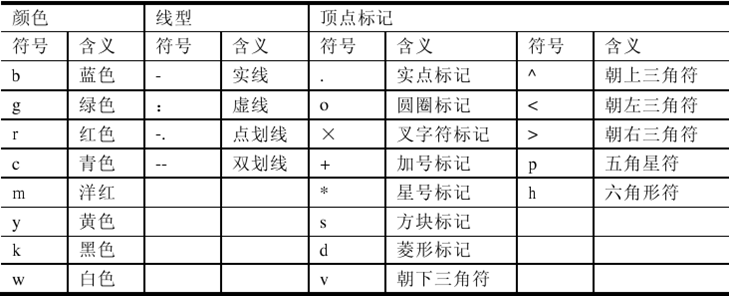 颜色 线型 顶点标记
符号 含义 符号 含义 符号 含义 符号 含义
b 蓝色 - 实线 . 实点标记 ^ 朝上三角符
g 绿色 : 虚线 o 圆圈标记 < 朝左三角符
r 红色 -. 点划线 × 叉字符标记 > 朝右三角符
c 青色 -- 双划线 + 加号标记 p 五角星符
m 洋红 * 星号标记 h 六角形符
y 黄色 s 方块标记
k 黑色 d 菱形标记
w 白色 v 朝下三角符